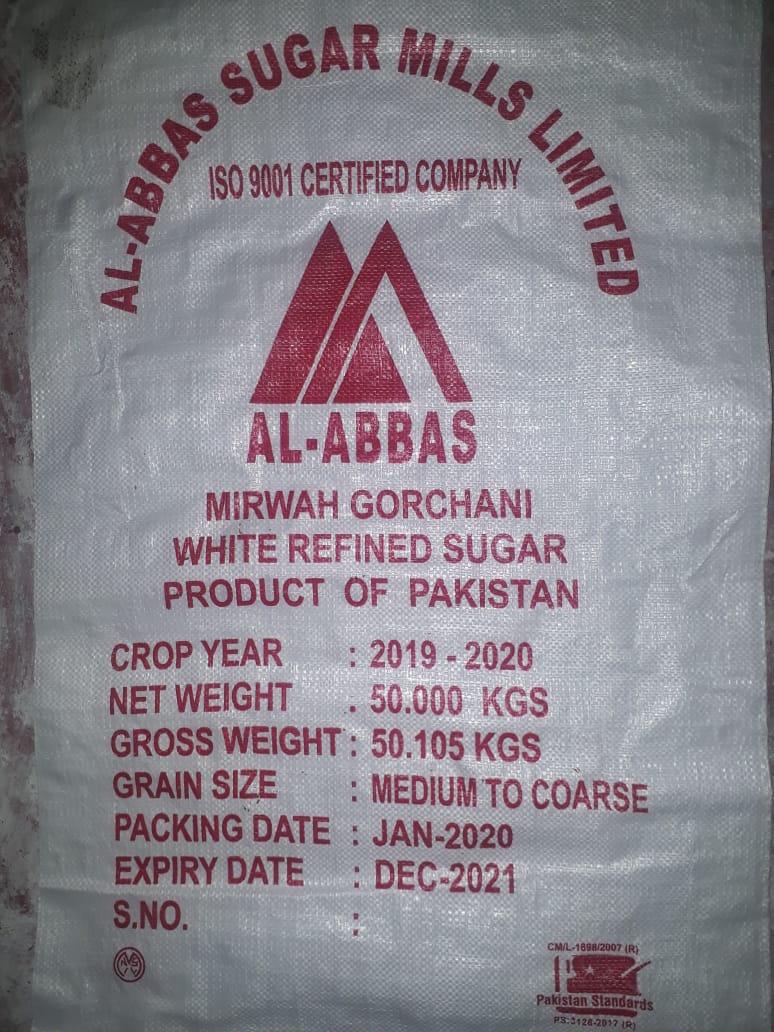 AL-ABBAS SUGAR MILLS LIMITED
ISO 9001 CERTIFIED COMPANY
AL-ABBAS
MIRWAH GORCHANI
WHITE REFINED SUGAR
PRODUCT OF PAKISTAN
CROP YEAR : 2019 - 2020
NET WEIGHT : 50.000 KGS
GROSS WEIGHT : 50.105 KGS
GRAIN SIZE : MEDIUM TO COARSE
PACKING DATE : JAN-2020
EXPIRY DATE : DEC-2021
S.NO. :
CM/L-1898/2007 (R)
Pakistan Standards
PS:3128-2017 (R)